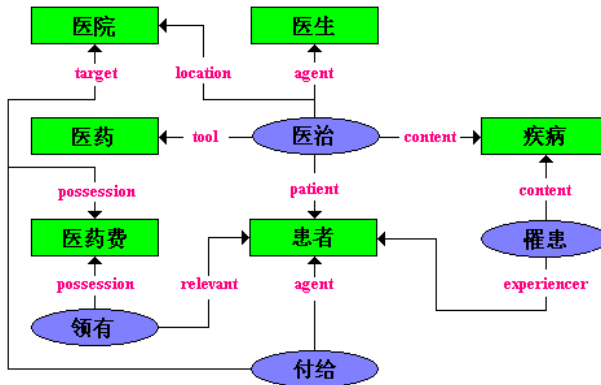 医院
医生
target
location
agent
医药
tool
医治
content
疾病
possession
patient
content
医药费
患者
罹患
possession
relevant
agent
experiencer
领有
付给